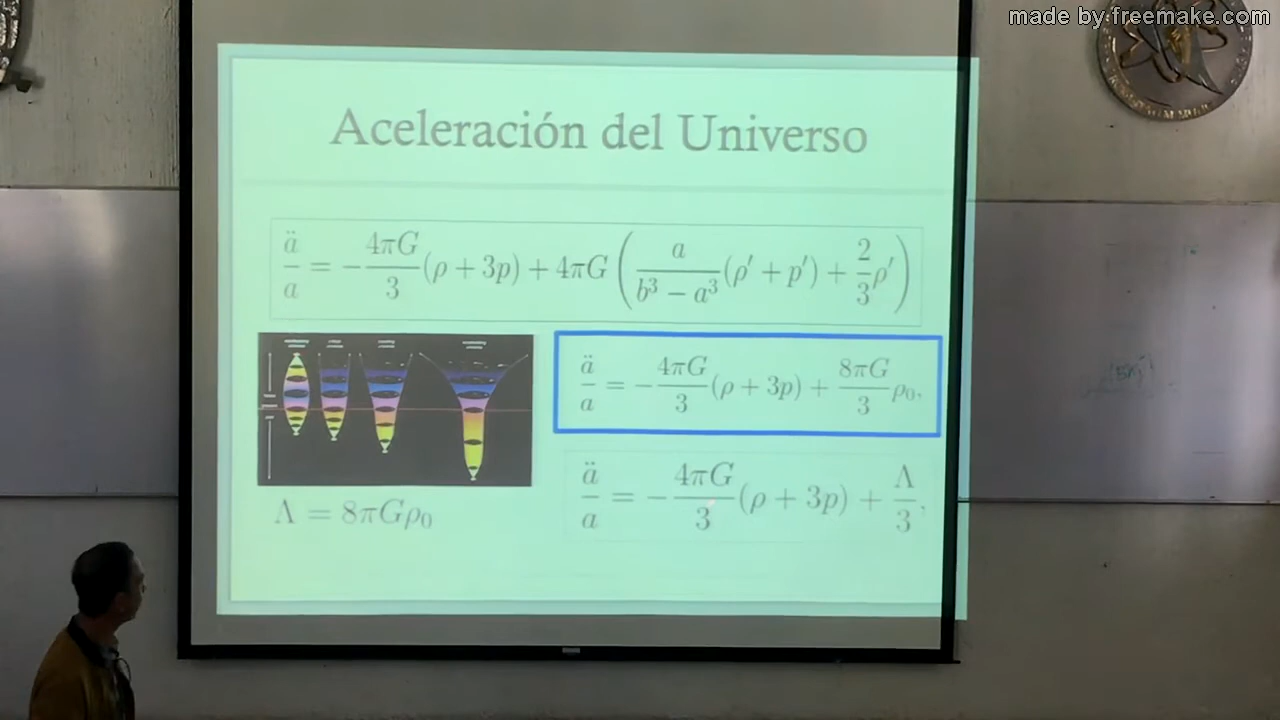 made by freemake.com
Aceleración del Universo
ä/a = −4πG/3 (ρ + 3p) + 4πG (a/(b³ − a³) (ρ′ + p′) + 2/3 ρ′)
ä/a = −4πG/3 (ρ + 3p) + 8πG/3 ρ₀,
Λ = 8πGρ₀
ä/a = −4πG/3 (ρ + 3p) + Λ/3,